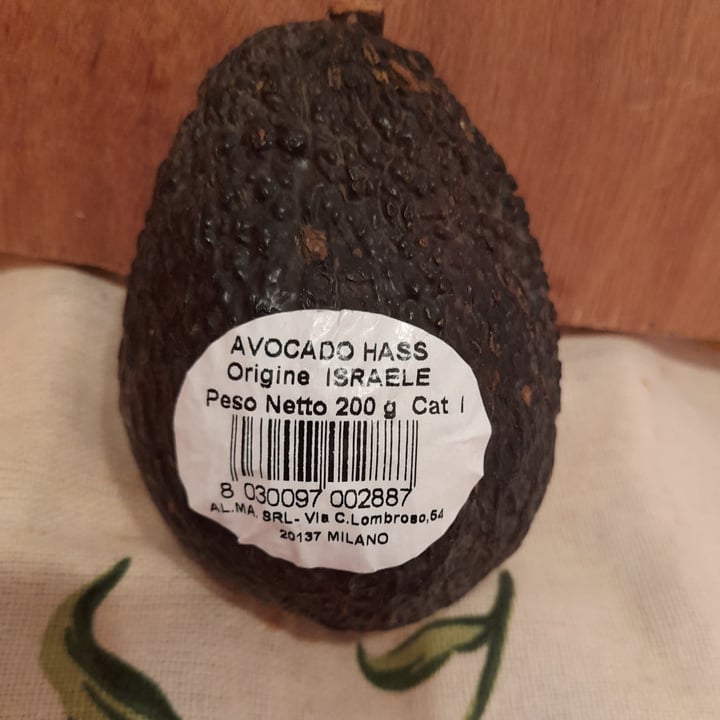 AVOCADO HASS
Origine ISRAELE
Peso Netto 200 g Cat I
8 030097 002887
AL.MA. SRL- Via C.Lombroso,54
20137 MILANO